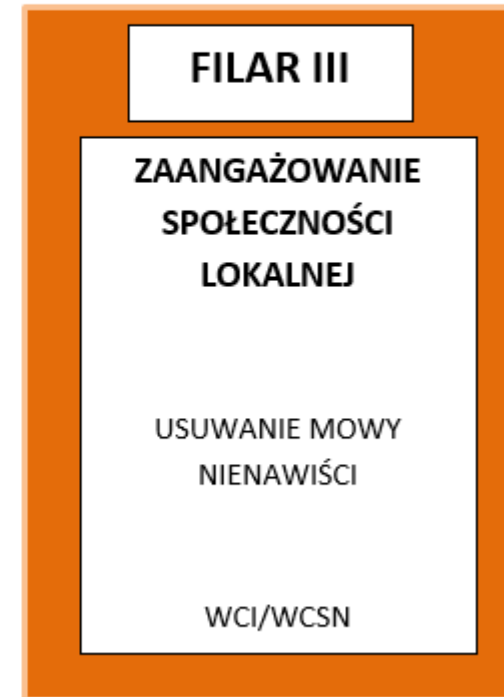 FILAR III
ZAANGAŻOWANIE
SPOŁECZNOŚCI
LOKALNEJ
USUWANIE MOWY
NIENAWIŚCI
WCI/WCSN